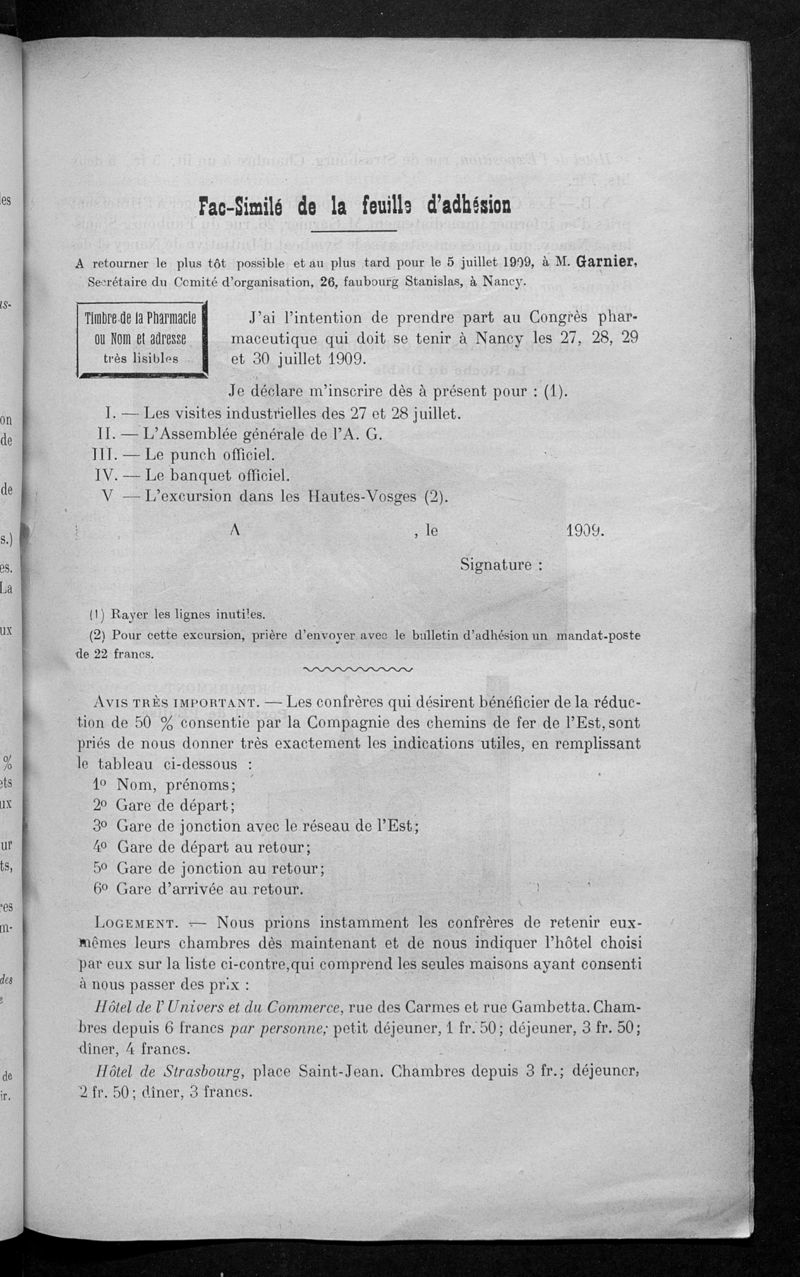 Fac-Similé de la feuille d'adhésion
A retourner le plus tôt possible et au plus tard pour le 5 juillet 1909, à M. Garnier,
Secrétaire du Comité d'organisation, 26, faubourg Stanislas, à Nancy.
Timbre de la Pharmacie
ou Nom et adresse
très lisibles
J'ai l'intention de prendre part au Congrès phar-
maceutique qui doit se tenir à Nancy les 27, 28, 29
et 30 juillet 1909.
Je déclare m'inscrire dès à présent pour : (1).
I. — Les visites industrielles des 27 et 28 juillet.
II. — L'Assemblée générale de l'A. G.
III. — Le punch officiel.
IV. — Le banquet officiel.
V — L'excursion dans les Hautes-Vosges (2).
A , le 1909.
Signature :
(1) Rayer les lignes inutiles.
(2) Pour cette excursion, prière d'envoyer avec le bulletin d'adhésion un mandat-poste
de 22 francs.
AVIS TRÈS IMPORTANT. — Les confrères qui désirent bénéficier de la réduc-
tion de 50 % consentie par la Compagnie des chemins de fer de l'Est, sont
priés de nous donner très exactement les indications utiles, en remplissant
le tableau ci-dessous :
1º Nom, prénoms;
2º Gare de départ;
3º Gare de jonction avec le réseau de l'Est;
4º Gare de départ au retour;
5º Gare de jonction au retour;
6º Gare d'arrivée au retour.
LOGEMENT. — Nous prions instamment les confrères de retenir eux-
mêmes leurs chambres dès maintenant et de nous indiquer l'hôtel choisi
par eux sur la liste ci-contre, qui comprend les seules maisons ayant consenti
à nous passer des prix :
Hôtel de l'Univers et du Commerce, rue des Carmes et rue Gambetta. Cham-
bres depuis 6 francs par personne; petit déjeuner, 1 fr. 50; déjeuner, 3 fr. 50;
dîner, 4 francs.
Hôtel de Strasbourg, place Saint-Jean. Chambres depuis 3 fr.; déjeuner,
2 fr. 50; dîner, 3 francs.